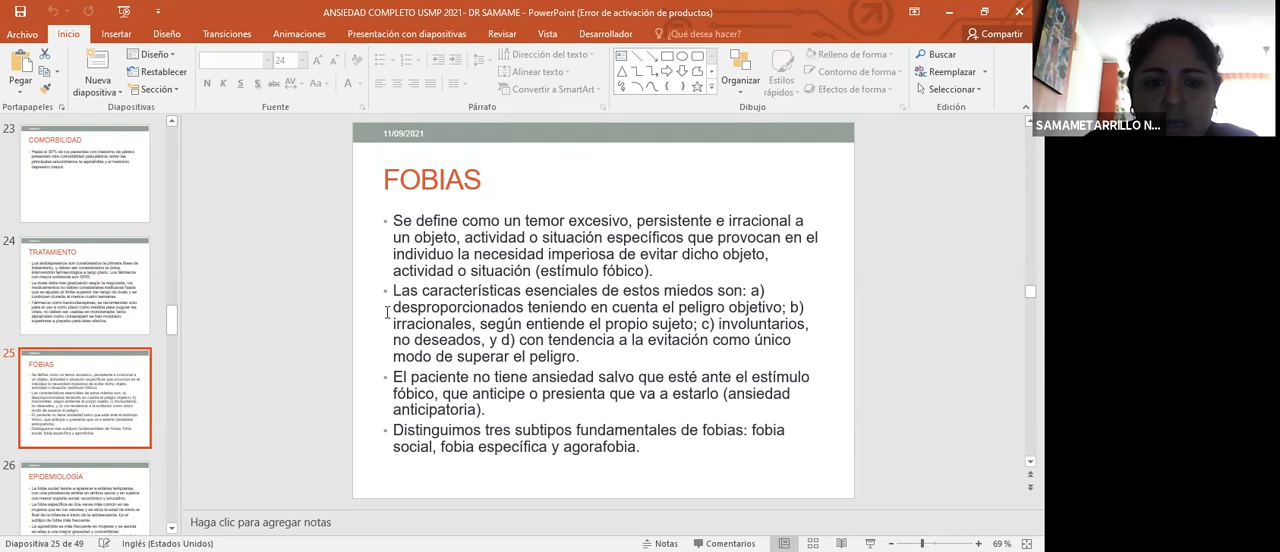 ANSIEDAD COMPLETO USMP 2021- DR SAMAME - PowerPoint (Error de activación de productos)
Archivo Inicio Insertar Diseño Transiciones Animaciones Presentación con diapositivas Revisar Vista Desarrollador ¿Qué desea hacer? Compartir
Pegar
Nueva diapositiva
Diseño
Restablecer
Sección
24
N K S S abc AV Aa A
Dirección del texto
Alinear texto
Convertir a SmartArt
Organizar
Estilos rápidos
Relleno de forma
Contorno de forma
Efectos de forma
Buscar
Reemplazar
Seleccionar
Portapapeles Diapositivas Fuente Párrafo Dibujo Edición
SAMAMETARRILLO N...
23
COMORBILIDAD
24
TRATAMIENTO
25
FOBIAS
26
EPIDEMIOLOGÍA
11/09/2021
FOBIAS
• Se define como un temor excesivo, persistente e irracional a
un objeto, actividad o situación específicos que provocan en el
individuo la necesidad imperiosa de evitar dicho objeto,
actividad o situación (estímulo fóbico).
• Las características esenciales de estos miedos son: a)
desproporcionados teniendo en cuenta el peligro objetivo; b)
irracionales, según entiende el propio sujeto; c) involuntarios,
no deseados, y d) con tendencia a la evitación como único
modo de superar el peligro.
• El paciente no tiene ansiedad salvo que esté ante el estímulo
fóbico, que anticipe o presienta que va a estarlo (ansiedad
anticipatoria).
• Distinguimos tres subtipos fundamentales de fobias: fobia
social, fobia específica y agorafobia.
Haga clic para agregar notas
Diapositiva 25 de 49 Inglés (Estados Unidos) Notas Comentarios 69 %